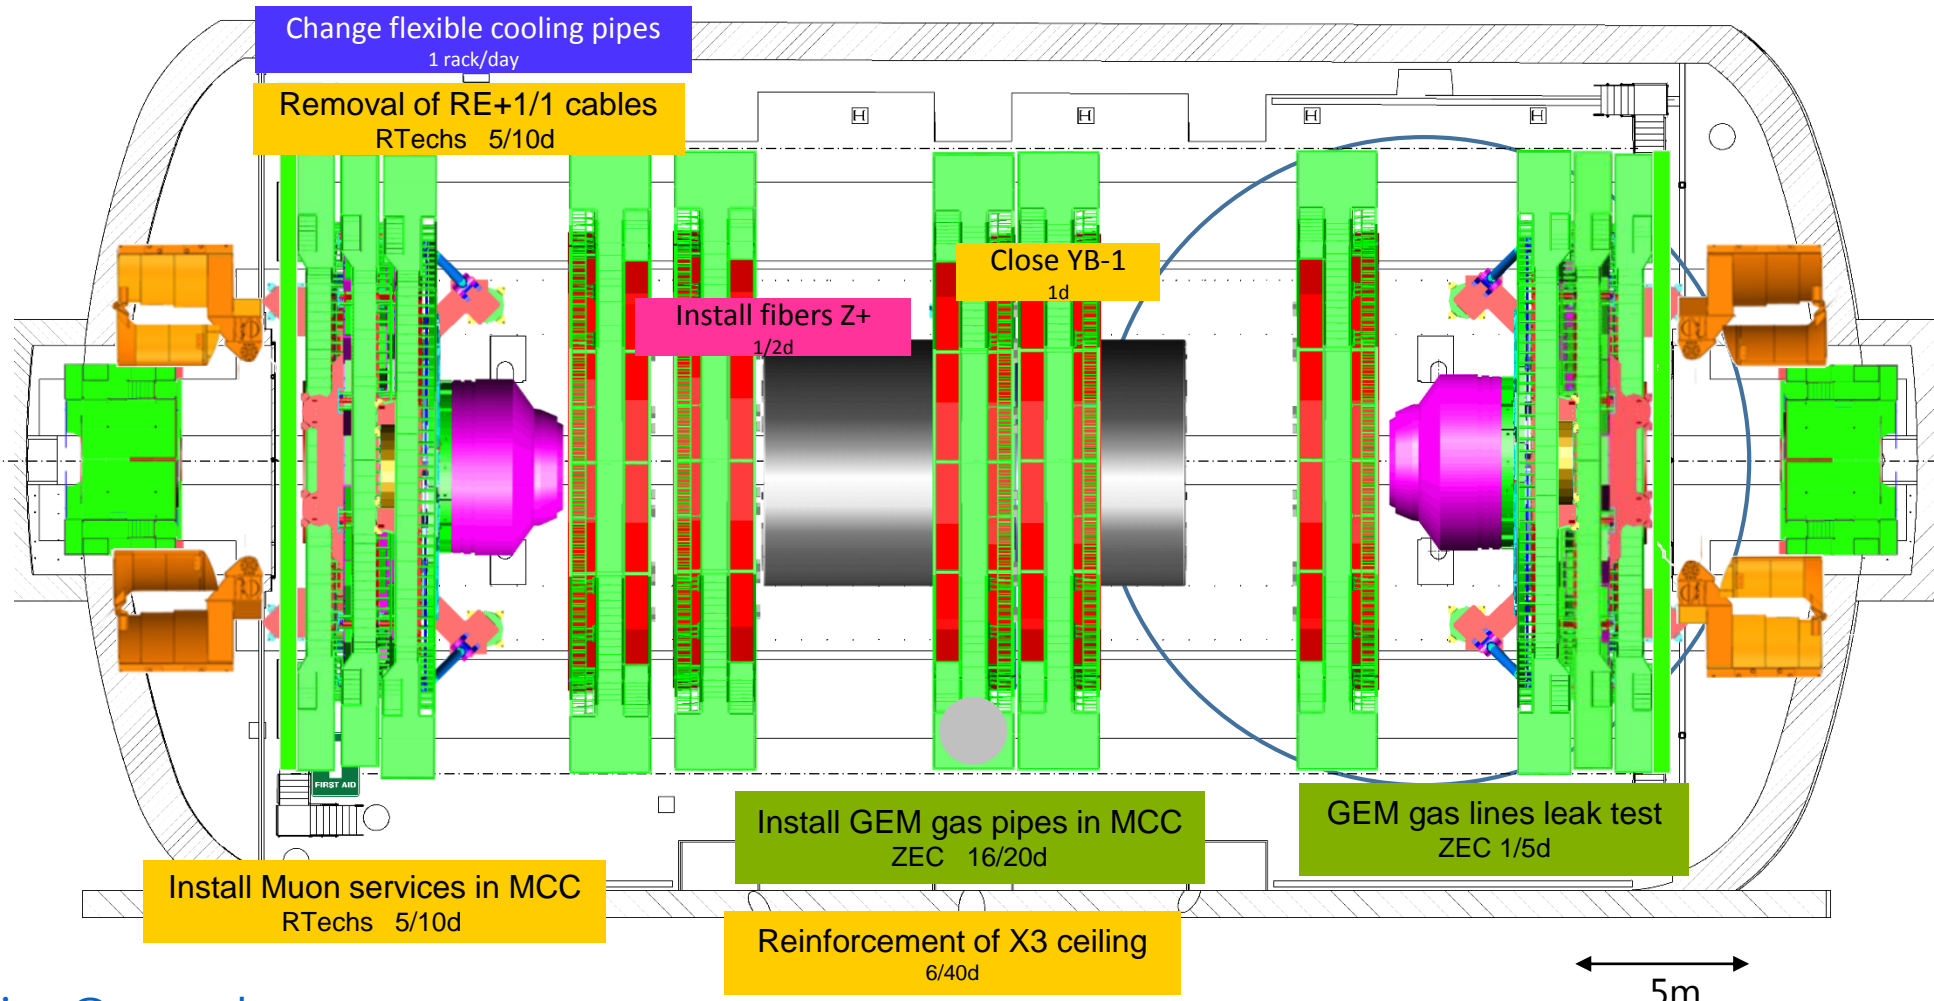 Change flexible cooling pipes
1 rack/day
Removal of RE+1/1 cables
RTechs 5/10d
H
H
H
H
Close YB-1
1d
Install fibers Z+
1/2d
FIRST AID
Install GEM gas pipes in MCC
ZEC 16/20d
GEM gas lines leak test
ZEC 1/5d
Install Muon services in MCC
RTechs 5/10d
Reinforcement of X3 ceiling
6/40d
5m